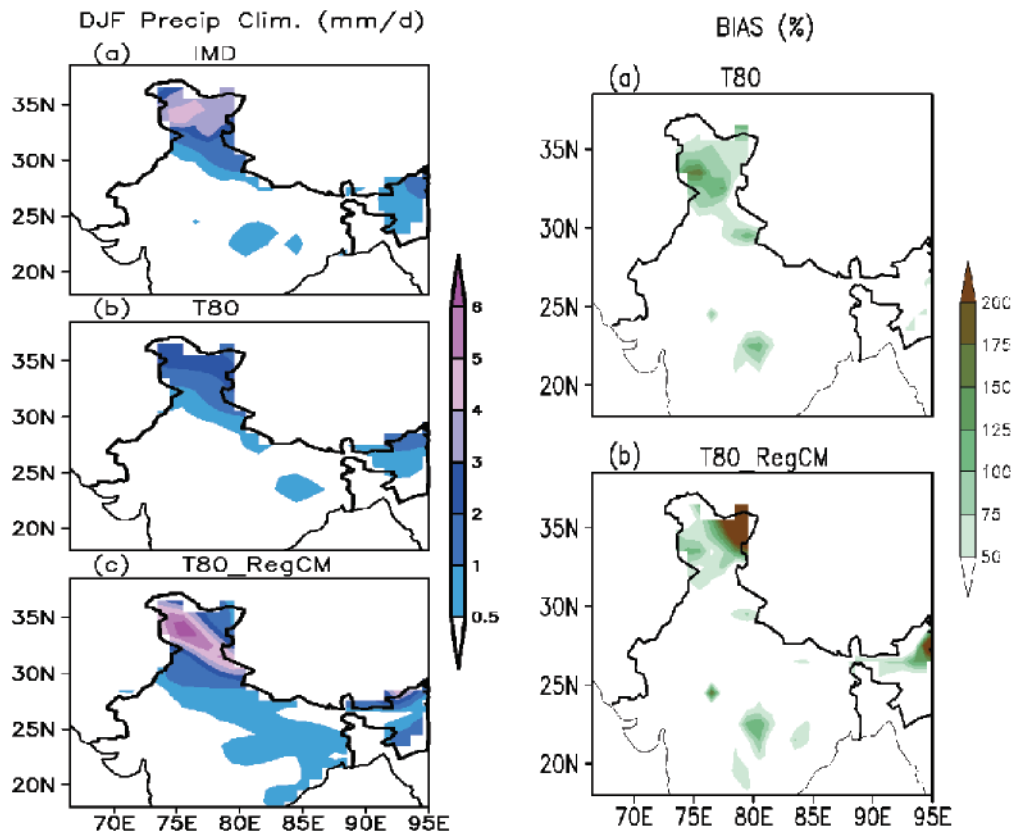 DJF Precip Clim. (mm/d)
(a) IMD
35N
30N
25N
20N
(b) T80
35N
30N
25N
20N
(c) T80_RegCM
35N
30N
25N
20N
70E 75E 80E 85E 90E 95E
6
5
4
3
2
1
0.5
BIAS (%)
(a) T80
35N
30N
25N
20N
(b) T80_RegCM
35N
30N
25N
20N
70E 75E 80E 85E 90E 95E
200
175
150
125
100
75
50